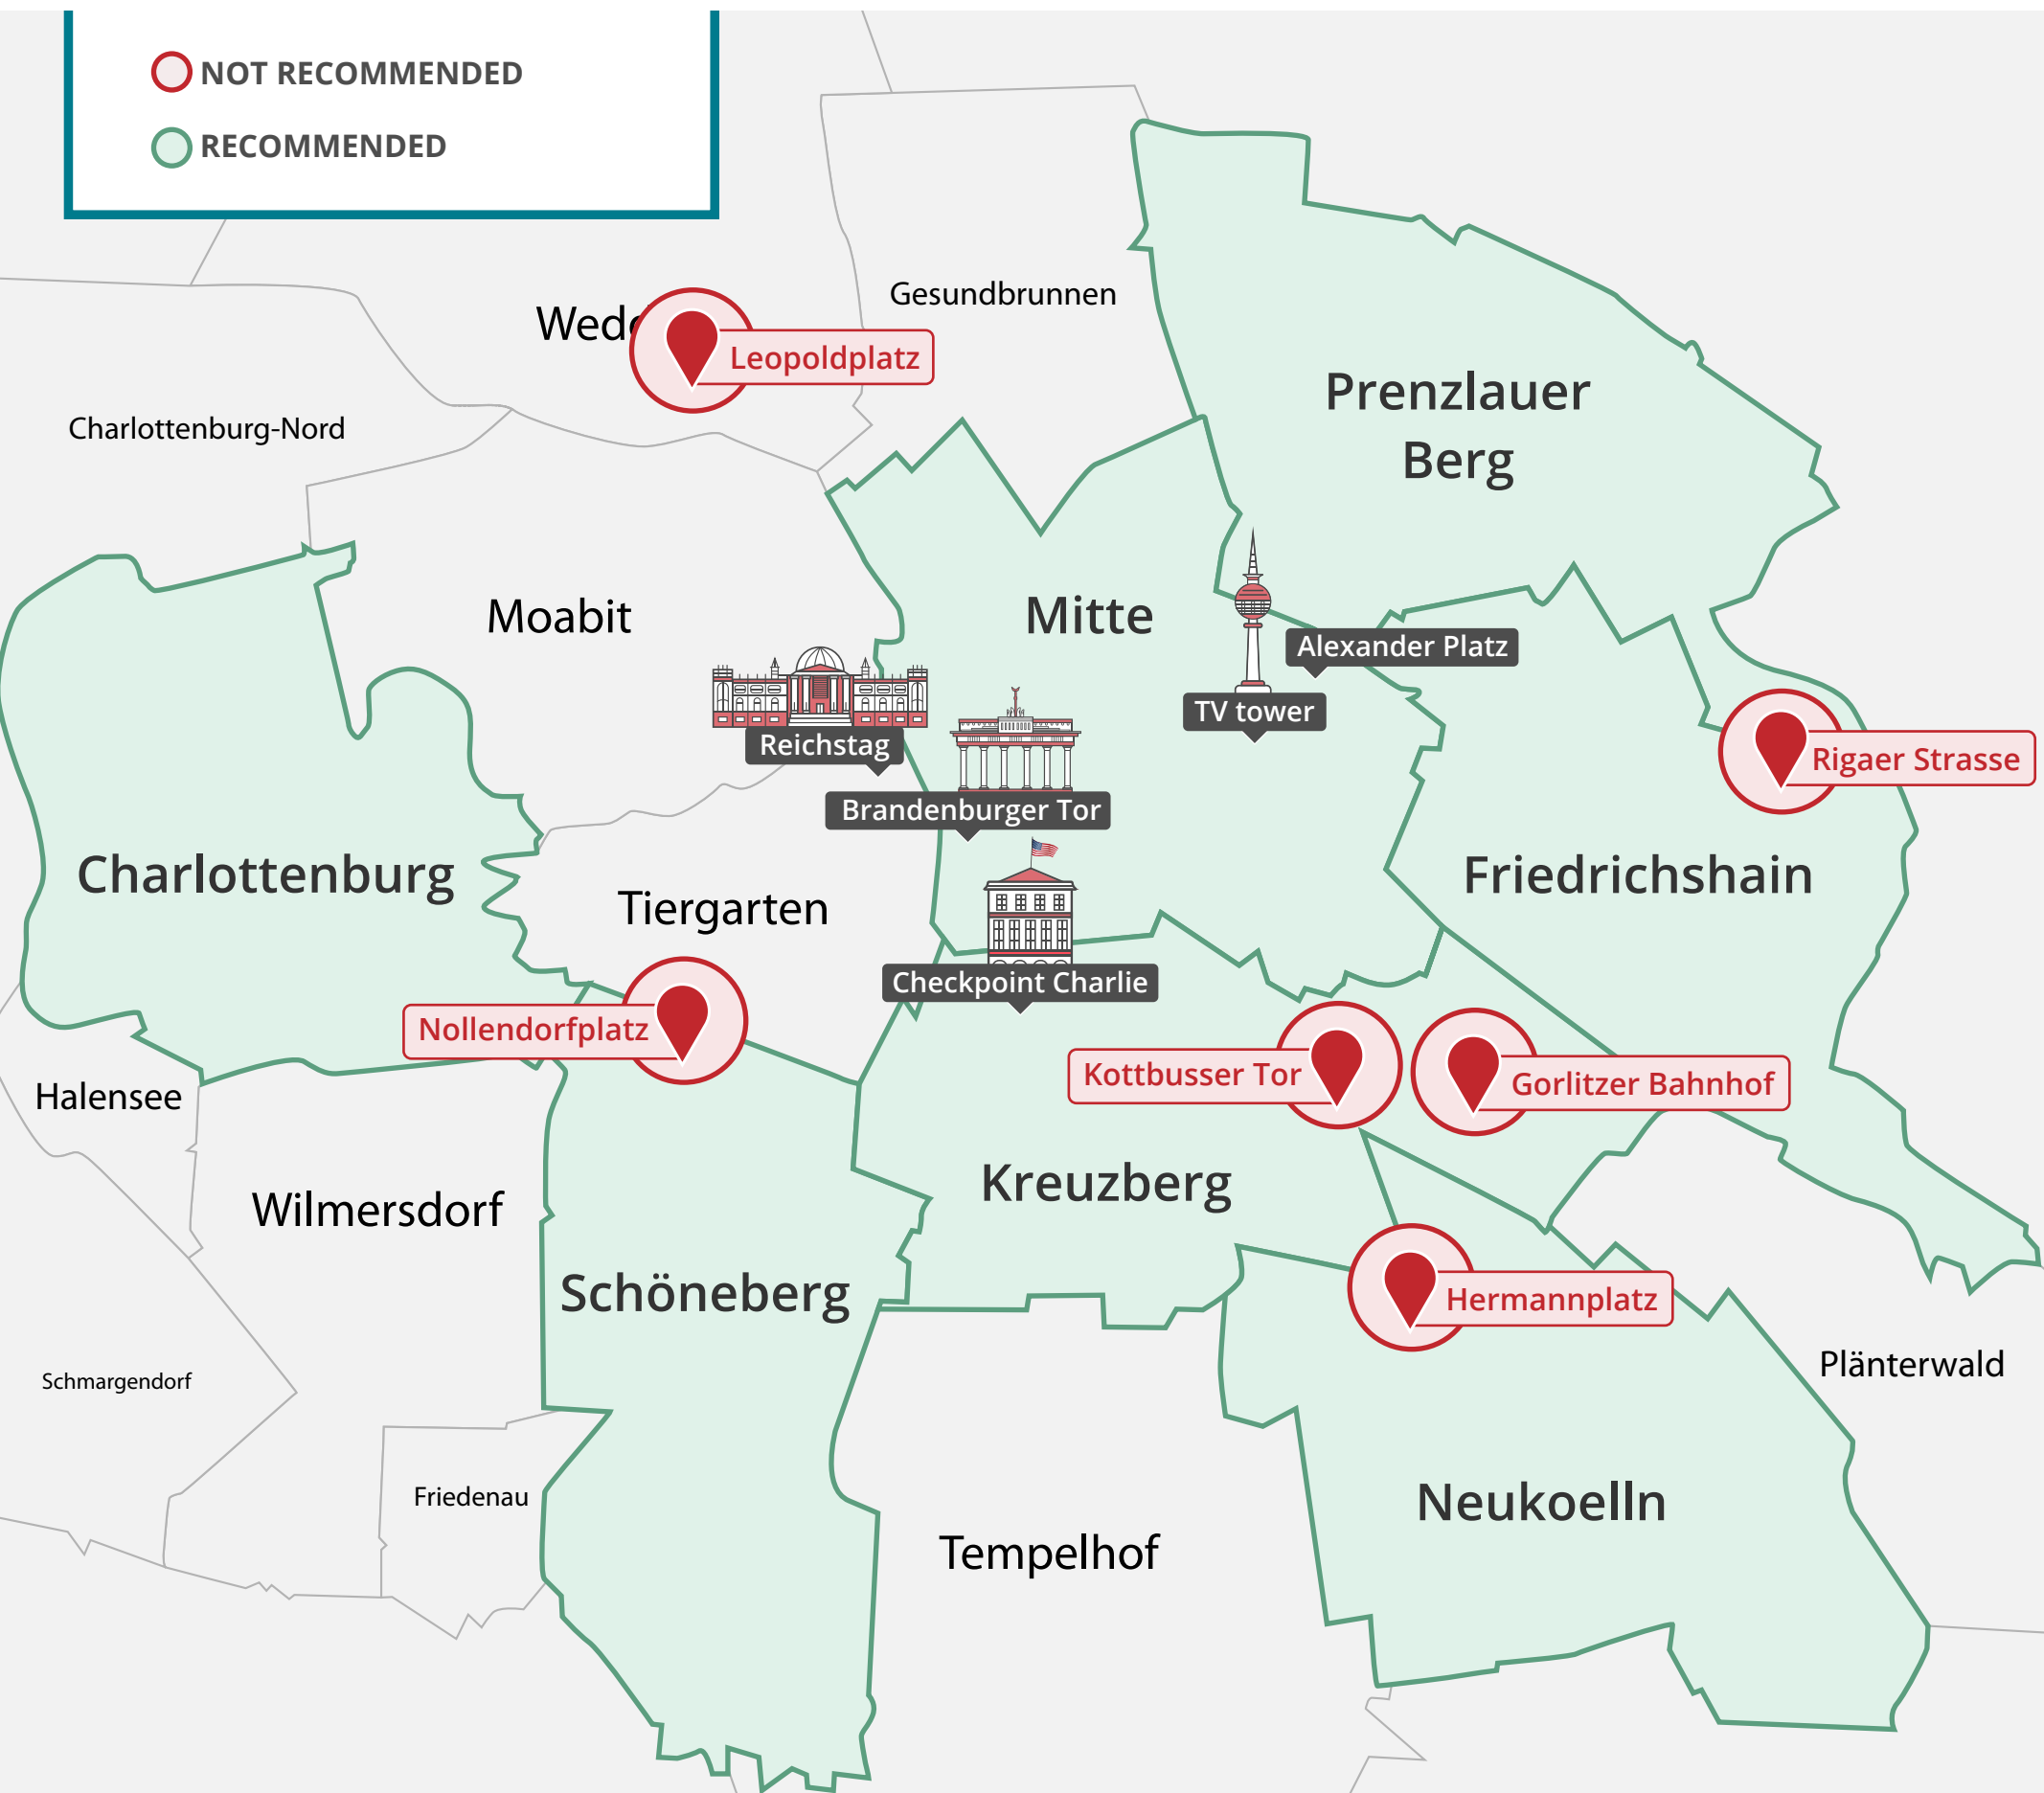 NOT RECOMMENDED
RECOMMENDED
Gesundbrunnen
Leopoldplatz
Charlottenburg-Nord
Prenzlauer
Berg
Moabit
Mitte
Alexander Platz
TV tower
Reichstag
Rigaer Strasse
Brandenburger Tor
Charlottenburg
Friedrichshain
Tiergarten
Checkpoint Charlie
Nollendorfplatz
Kottbusser Tor
Gorlitzer Bahnhof
Halensee
Kreuzberg
Wilmersdorf
Schöneberg
Hermannplatz
Plänterwald
Schmargendorf
Friedenau
Neukoelln
Tempelhof